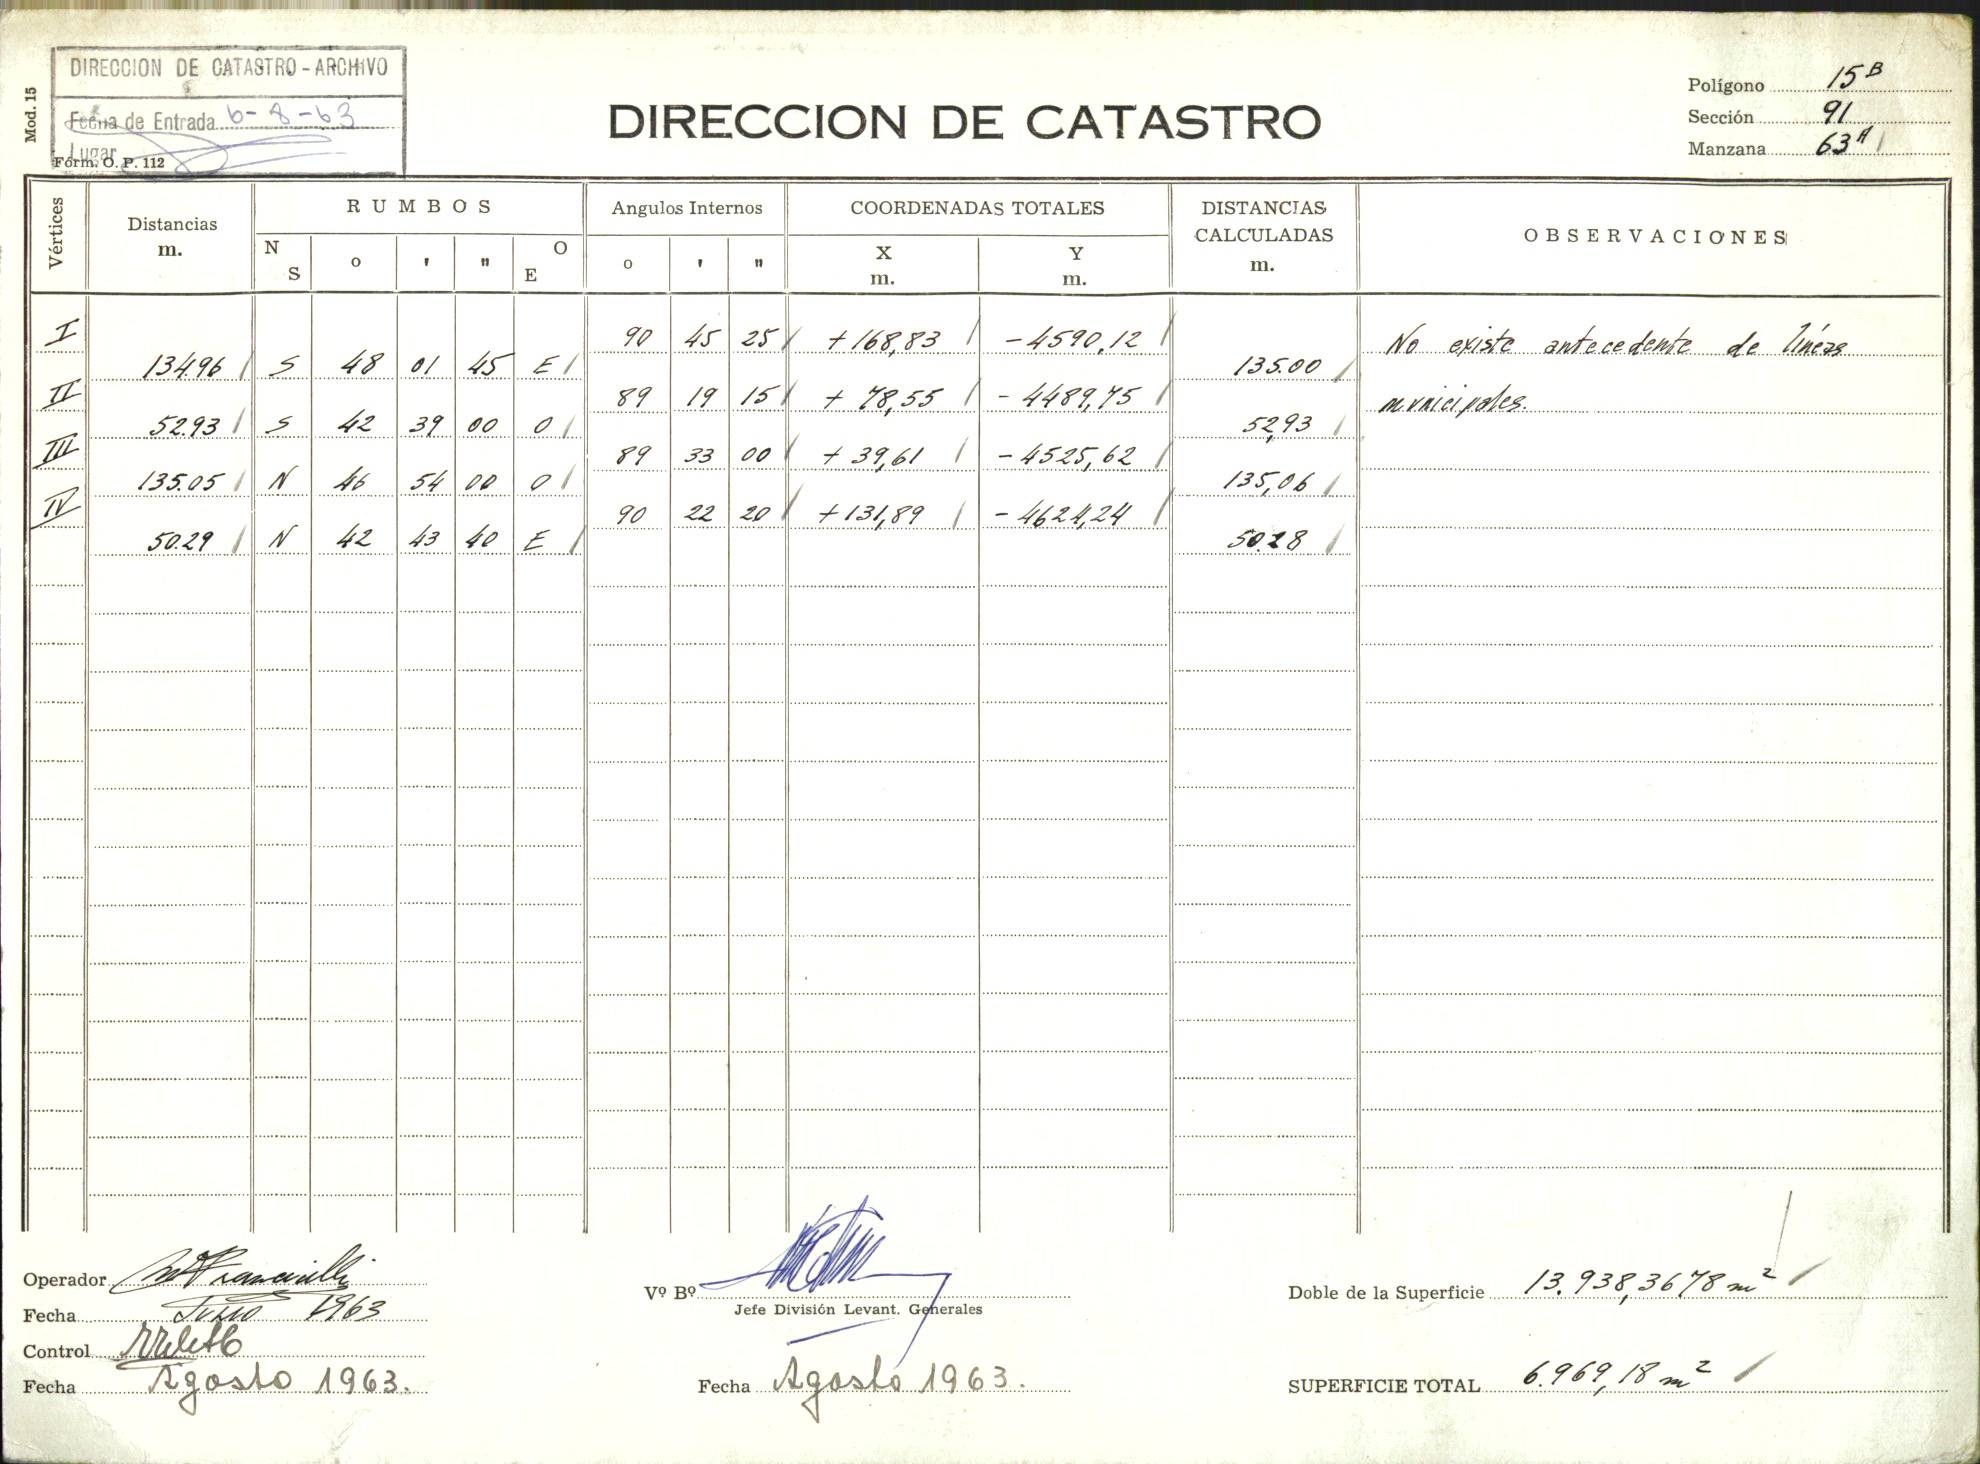 DIRECCION DE CATASTRO - ARCHIVO
Fecha de Entrada 6-8-63
Lugar
Mod. 15
Form. O. P. 112
DIRECCION DE CATASTRO
Polígono 15 B
Sección 91
Manzana 63 A
Vértices
Distancias m.
RUMBOS
N S o ' " O E
Angulos Internos
o ' "
COORDENADAS TOTALES
X m. Y m.
DISTANCIAS CALCULADAS m.
OBSERVACIONES
I 90 45 25 +168,83 -4590,12 No existe antecedente de líneas
134.96 S 48 01 45 E 135.00
II 89 19 15 + 78,55 - 4489,75 municipales.
52.93 S 42 39 00 O 52,93
III 89 33 00 + 39,61 -4525,62
135.05 N 46 54 00 O 135,06
IV 90 22 20 +131,89 -4624,24
50.29 N 42 43 40 E 50.28
Operador
Fecha 1963
Control
Fecha Agosto 1963.
Vº Bº
Jefe División Levant. Generales
Fecha Agosto 1963.
Doble de la Superficie 13.938,3678 m²
SUPERFICIE TOTAL 6.969,18 m²